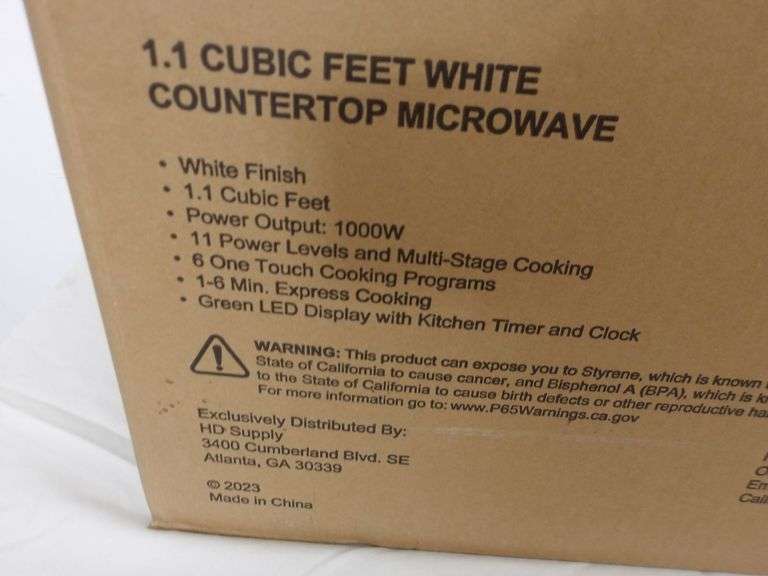 1.1 CUBIC FEET WHITE
COUNTERTOP MICROWAVE
• White Finish
• 1.1 Cubic Feet
• Power Output: 1000W
• 11 Power Levels and Multi-Stage Cooking
• 6 One Touch Cooking Programs
• 1-6 Min. Express Cooking
• Green LED Display with Kitchen Timer and Clock
WARNING: This product can expose you to Styrene, which is known
State of California to cause cancer, and Bisphenol A (BPA), which is
to the State of California to cause birth defects or other reproductive
For more information go to: www.P65Warnings.ca.gov
Exclusively Distributed By:
HD Supply
3400 Cumberland Blvd. SE
Atlanta, GA 30339
© 2023
Made in China